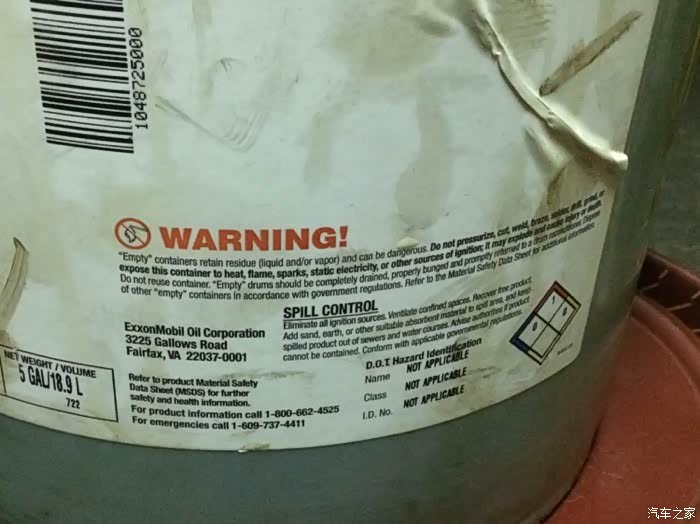 1048725000
WARNING!
"Empty" containers retain residue (liquid and/or vapor) and can be dangerous. Do not pressurize, cut, weld, braze, solder, drill, grind, or
expose this container to heat, flame, sparks, static electricity, or other sources of ignition; it may explode and cause injury or death.
Do not reuse container. "Empty" drums should be completely drained, properly bunged and promptly returned to a drum reconditioner. Dispose
of other "empty" containers in accordance with government regulations. Refer to the Material Safety Data Sheet for additional information.
SPILL CONTROL
Eliminate all ignition sources. Ventilate confined spaces. Recover free product.
Add sand, earth, or other suitable absorbent material to spill area, and keep
spilled product out of sewers and water courses. Advise authorities if product
cannot be contained. Conform with applicable governmental regulations.
ExxonMobil Oil Corporation
3225 Gallows Road
Fairfax, VA 22037-0001
NET WEIGHT / VOLUME
5 GAL/18.9 L
722
Refer to product Material Safety
Data Sheet (MSDS) for further
safety and health information.
For product information call 1-800-662-4525
For emergencies call 1-609-737-4411
D.O.T. Hazard Identification
Name NOT APPLICABLE
Class NOT APPLICABLE
I.D. No. NOT APPLICABLE
1
0 0
汽车之家